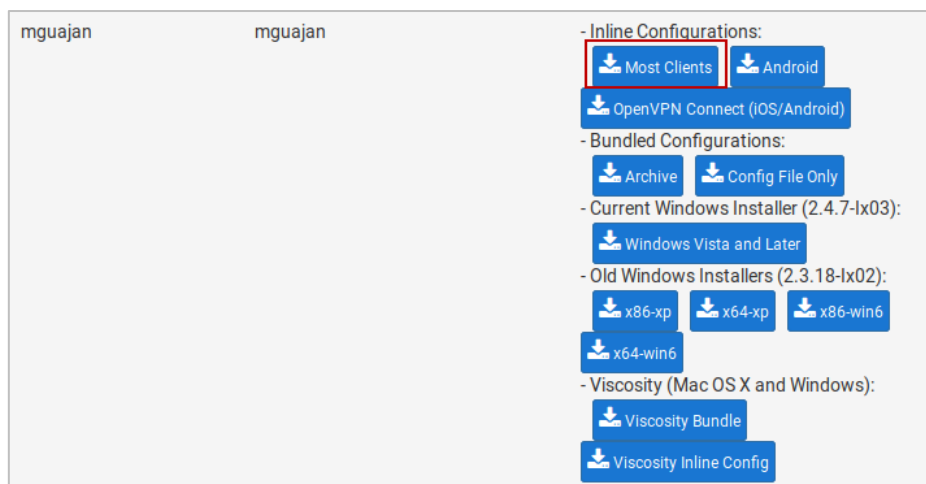 mguajan mguajan - Inline Configurations:
Most Clients Android
OpenVPN Connect (iOS/Android)
- Bundled Configurations:
Archive Config File Only
- Current Windows Installer (2.4.7-Ix03):
Windows Vista and Later
- Old Windows Installers (2.3.18-Ix02):
x86-xp x64-xp x86-win6
x64-win6
- Viscosity (Mac OS X and Windows):
Viscosity Bundle
Viscosity Inline Config